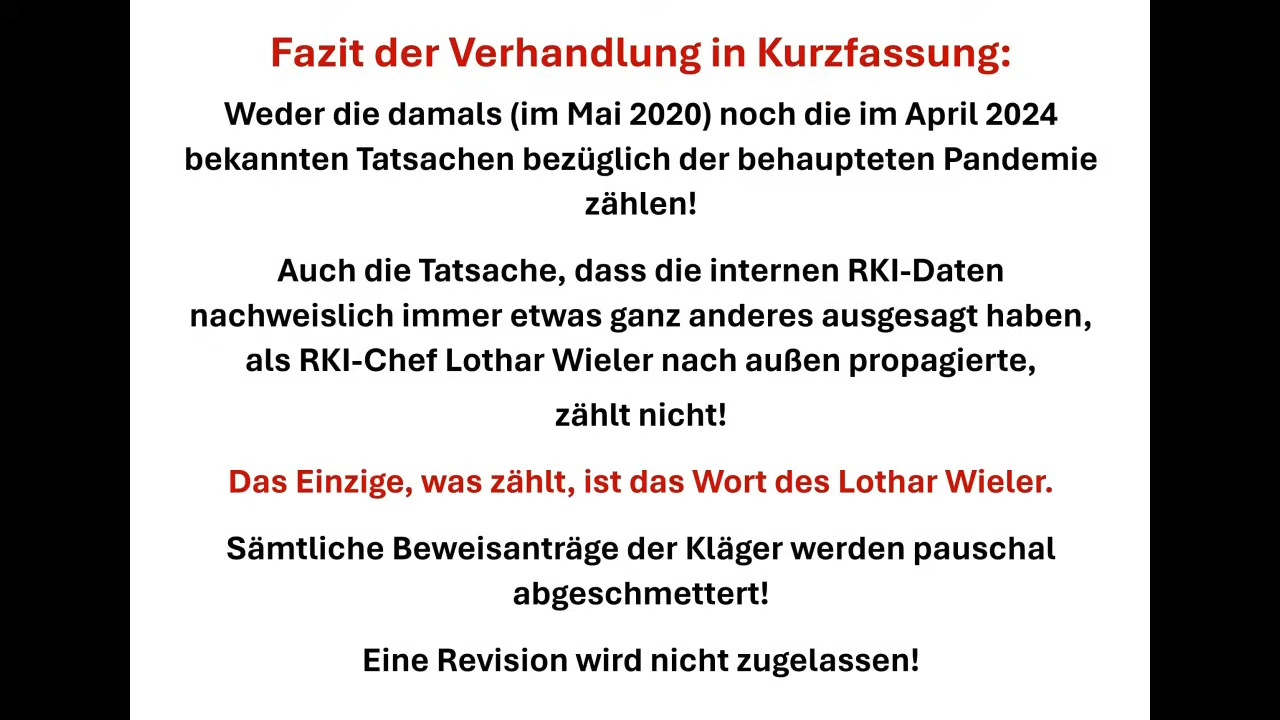 Fazit der Verhandlung in Kurzfassung:
Weder die damals (im Mai 2020) noch die im April 2024
bekannten Tatsachen bezüglich der behaupteten Pandemie
zählen!
Auch die Tatsache, dass die internen RKI-Daten
nachweislich immer etwas ganz anderes ausgesagt haben,
als RKI-Chef Lothar Wieler nach außen propagierte,
zählt nicht!
Das Einzige, was zählt, ist das Wort des Lothar Wieler.
Sämtliche Beweisanträge der Kläger werden pauschal
abgeschmettert!
Eine Revision wird nicht zugelassen!